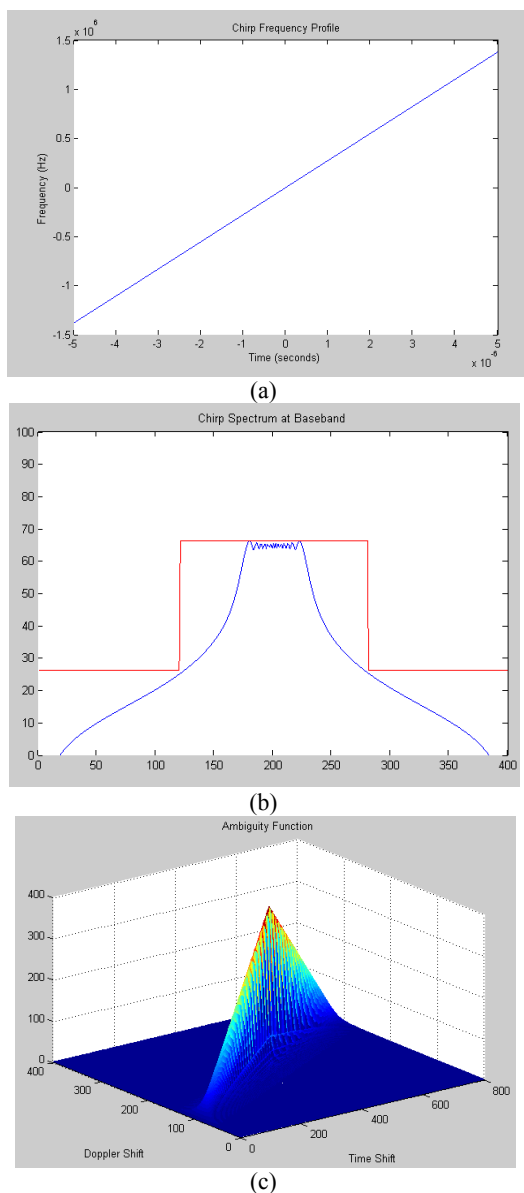 Chirp Frequency Profile
x 10^6
1.5
1
0.5
0
-0.5
-1
-1.5
Frequency (Hz)
-5 -4 -3 -2 -1 0 1 2 3 4 5
Time (seconds)
x 10^-6
(a)
Chirp Spectrum at Baseband
100
90
80
70
60
50
40
30
20
10
0
0 50 100 150 200 250 300 350 400
(b)
Ambiguity Function
400
300
200
100
0
400
300
200
100
0
0
200
400
600
800
Doppler Shift
Time Shift
(c)